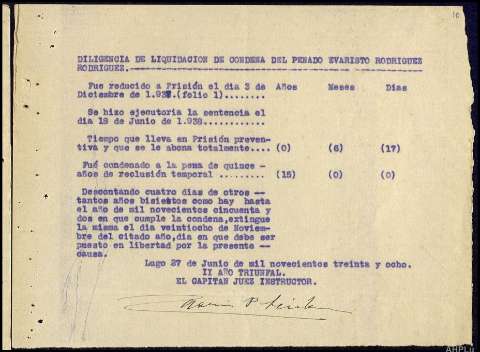 10
DILIGENCIA DE LIQUIDACION DE CONDENA DEL PENADO EVARISTO RODRIGUEZ
RODRIGUEZ.
Fue reducido a Prisión el dia 3 de (Años Meses Dias
Diciembre de 1.937.(folio 1)........
Se hizo ejecutoria la sentencia el
dia 18 de Junio de 1.938............
Tiempo que lleva en Prisión preven-
tiva y que se le abona totalmente.... (0) (6) (17)
Fué condenado a la pena de quince -
años de reclusión temporal ......... (15) (0) (0)
Descontando cuatro dias de otros --
tantos años bisiestos como hay hasta
el año de mil novecientos cincuenta y
dos en que cumple la condena,extingue
la misma el dia veintiocho de Noviem-
bre del citado año,dia en que debe ser
puesto en libertad por la presente --
causa.
Lugo 27 de Junio de mil novecientos treinta y ocho.
II AÑO TRIUNFAL.
EL CAPITAN JUEZ INSTRUCTOR.
AHPLu